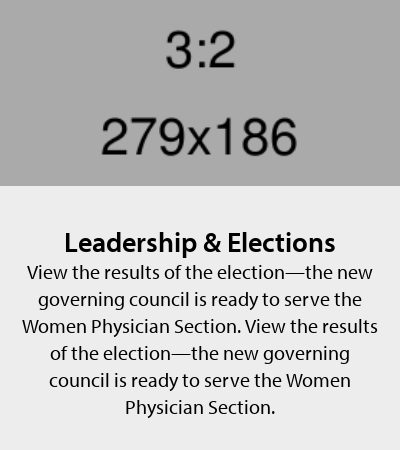 3:2
279x186
Leadership & Elections
View the results of the election—the new
governing council is ready to serve the
Women Physician Section. View the results
of the election—the new governing
council is ready to serve the Women
Physician Section.